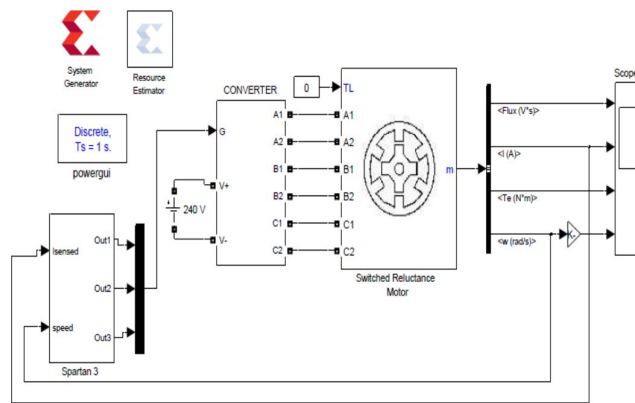 System
Generator
Resource
Estimator
Discrete,
Ts = 1 s.
powergui
CONVERTER
G
V+
V-
A1
A2
B1
B2
C1
C2
240 V
+
0
TL
A1
A2
B1
B2
C1
C2
m
Switched Reluctance
Motor
<Flux (V*s)>
<I (A)>
<Te (N*m)>
<w (rad/s)>
K-
Scope
Isensed
speed
Out1
Out2
Out3
Spartan 3